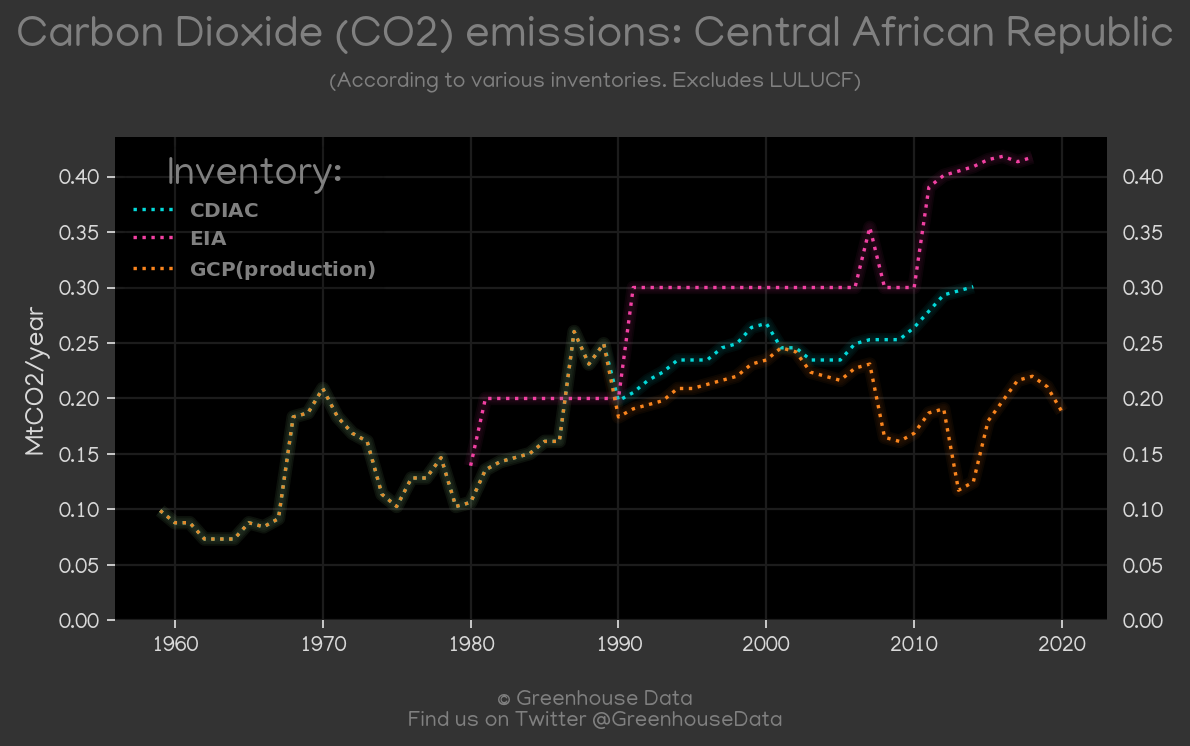 Carbon Dioxide (CO2) emissions: Central African Republic
(According to various inventories. Excludes LULUCF)
Inventory:
CDIAC
EIA
GCP(production)
MtCO2/year
0.40
0.35
0.30
0.25
0.20
0.15
0.10
0.05
0.00
0.40
0.35
0.30
0.25
0.20
0.15
0.10
0.05
0.00
1960 1970 1980 1990 2000 2010 2020
© Greenhouse Data
Find us on Twitter @GreenhouseData